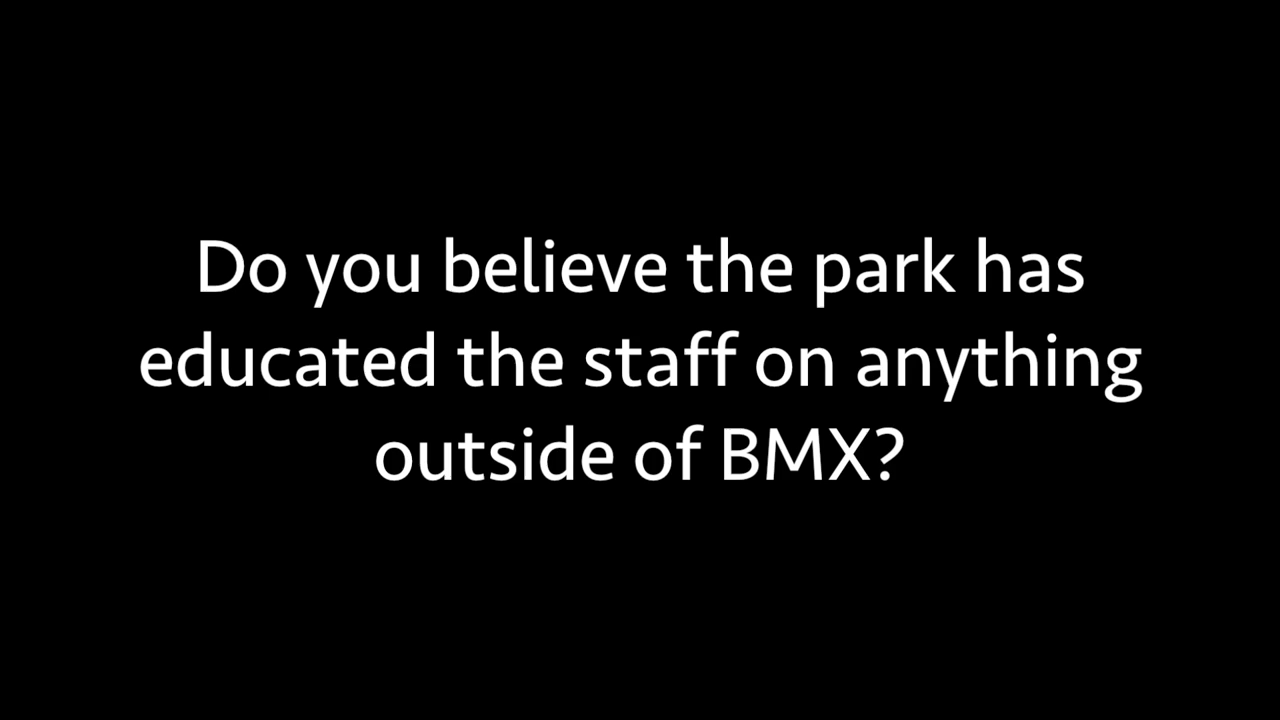 Do you believe the park has
educated the staff on anything
outside of BMX?